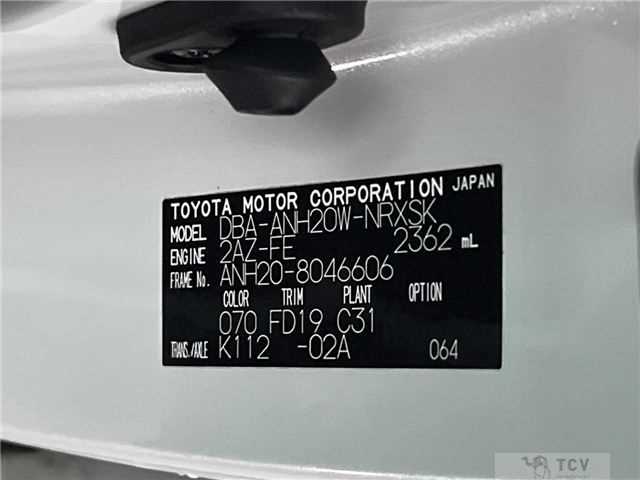 TOYOTA MOTOR CORPORATION JAPAN
MODEL DBA-ANH20W-NRXSK
ENGINE 2AZ-FE 2362 mL
FRAME No. ANH20-8046606
COLOR TRIM PLANT OPTION
070 FD19 C31
TRANS./AXLE K112 -02A 064
TCV